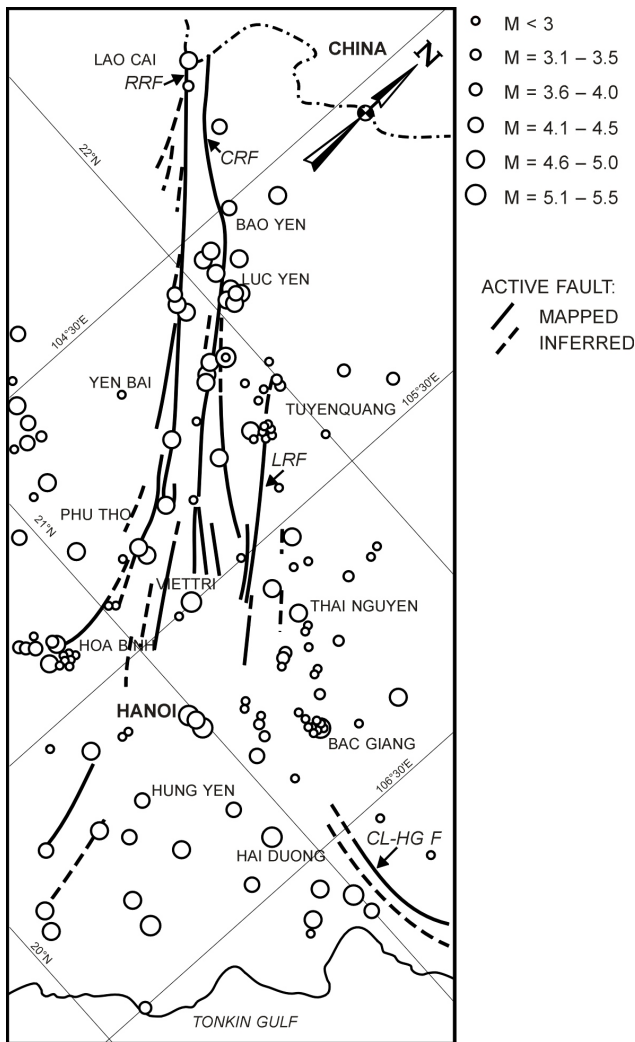 LAO CAI
RRF
CHINA
N
CRF
22°N
BAO YEN
LUC YEN
104°30'E
YEN BAI
TUYENQUANG
105°30'E
LRF
PHU THO
21°N
VIETTRI
THAI NGUYEN
HOA BINH
HANOI
BAC GIANG
106°30'E
HUNG YEN
HAI DUONG
CL-HG F
20°N
TONKIN GULF
M < 3
M = 3.1 – 3.5
M = 3.6 – 4.0
M = 4.1 – 4.5
M = 4.6 – 5.0
M = 5.1 – 5.5
ACTIVE FAULT:
MAPPED
INFERRED